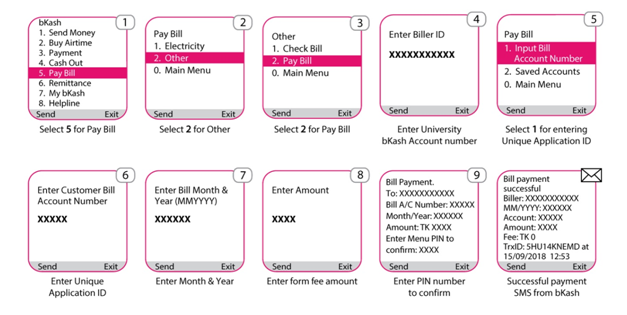 bKash
1
1. Send Money
2. Buy Airtime
3. Payment
4. Cash Out
5. Pay Bill
6. Remittance
7. My bKash
8. Helpline
Send Exit
Select 5 for Pay Bill
2
Pay Bill
1. Electricity
2. Other
0. Main Menu
Send Exit
Select 2 for Other
3
Other
1. Check Bill
2. Pay Bill
0. Main Menu
Send Exit
Select 2 for Pay Bill
4
Enter Biller ID
XXXXXXXXXXX
Send Exit
Enter University
bKash Account number
5
Pay Bill
1. Input Bill
Account Number
2. Saved Accounts
0. Main Menu
Send Exit
Select 1 for entering
Unique Application ID
6
Enter Customer Bill
Account Number
XXXXX
Send Exit
Enter Unique
Application ID
7
Enter Bill Month &
Year (MMYYYY)
XXXXXX
Send Exit
Enter Month & Year
8
Enter Amount
XXXX
Send Exit
Enter form fee amount
9
Bill Payment.
To: XXXXXXXXXXX
Bill A/C Number: XXXXX
Month/Year: XXXXXX
Amount: TK XXXX
Enter Menu PIN to
confirm: XXXX
Send Exit
Enter PIN number
to confirm
Bill payment
successful
Biller: XXXXXXXXXXX
MM/YYYY: XXXXXX
Account: XXXXX
Amount: XXXX
Fee: TK 0
TrxID: 5HU14KNEMD at
15/09/2018 12:53
Send Exit
Successful payment
SMS from bKash